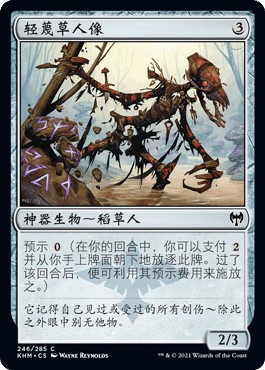 轻蔑草人像 3
神器生物～稻草人
预示 0（在你的回合中，你可以支付 2
并从你手上牌面朝下地放逐此牌。过了
该回合后，便可利用其预示费用来施放
之。）
它记得自己见过或受过的所有创伤～除此
之外眼中别无他物。
2/3
246/285 C
KHM • CS WAYNE REYNOLDS
™ & © 2021 Wizards of the Coast